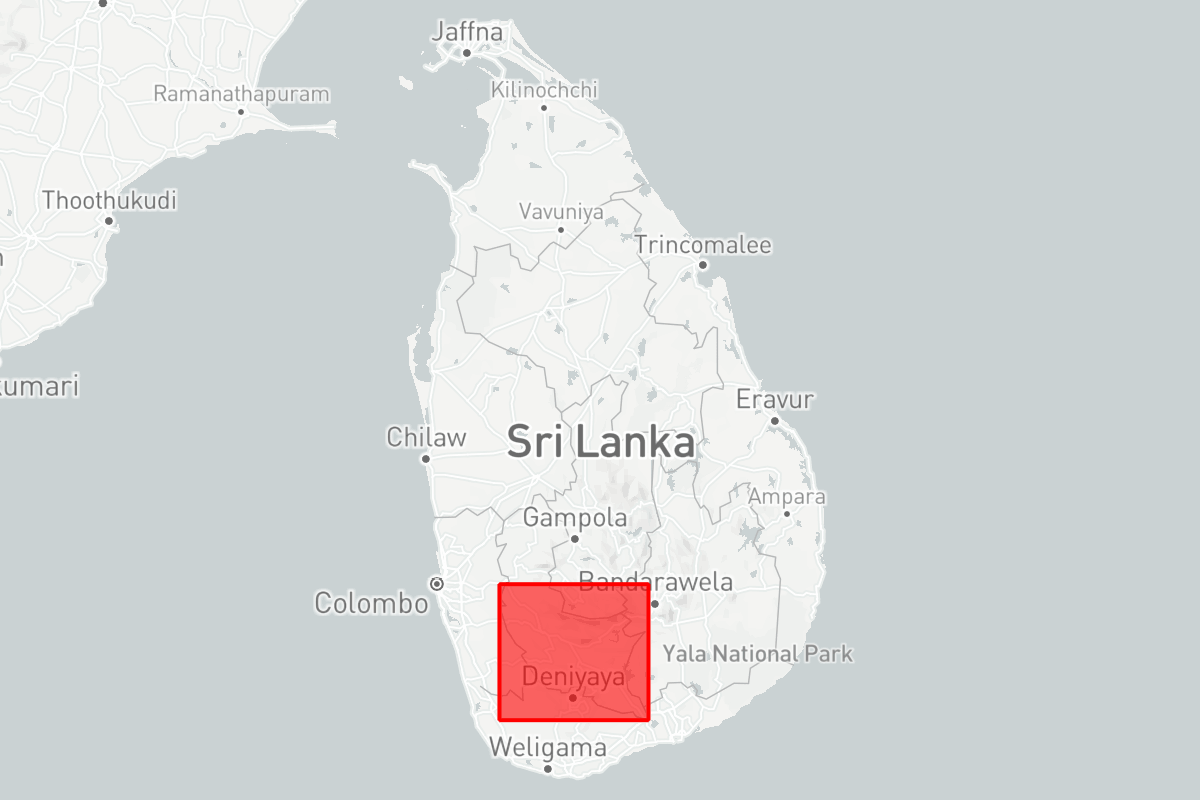 Jaffna
Kilinochchi
Ramanathapuram
Thoothukudi
Vavuniya
Trincomalee
kumari
Eravur
Chilaw
Sri Lanka
Ampara
Gampola
Bandarawela
Colombo
Yala National Park
Deniyaya
Weligama